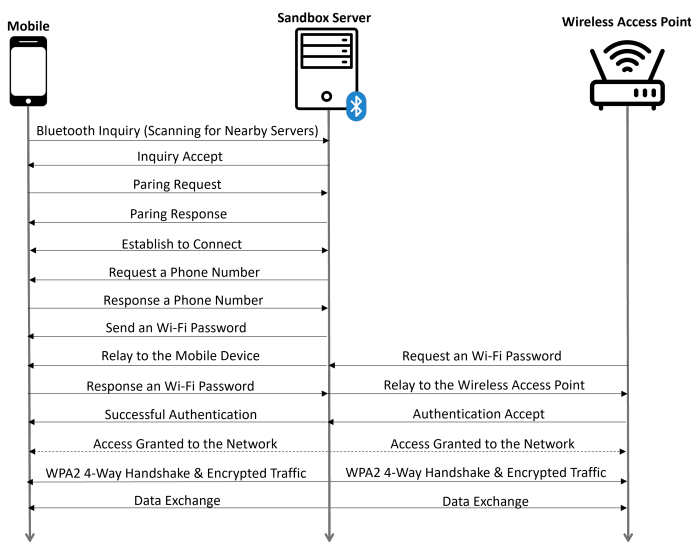 Mobile
Sandbox Server
Wireless Access Point
Bluetooth Inquiry (Scanning for Nearby Servers)
Inquiry Accept
Paring Request
Paring Response
Establish to Connect
Request a Phone Number
Response a Phone Number
Send an Wi-Fi Password
Relay to the Mobile Device
Request an Wi-Fi Password
Response an Wi-Fi Password
Relay to the Wireless Access Point
Successful Authentication
Authentication Accept
Access Granted to the Network
Access Granted to the Network
WPA2 4-Way Handshake & Encrypted Traffic
WPA2 4-Way Handshake & Encrypted Traffic
Data Exchange
Data Exchange